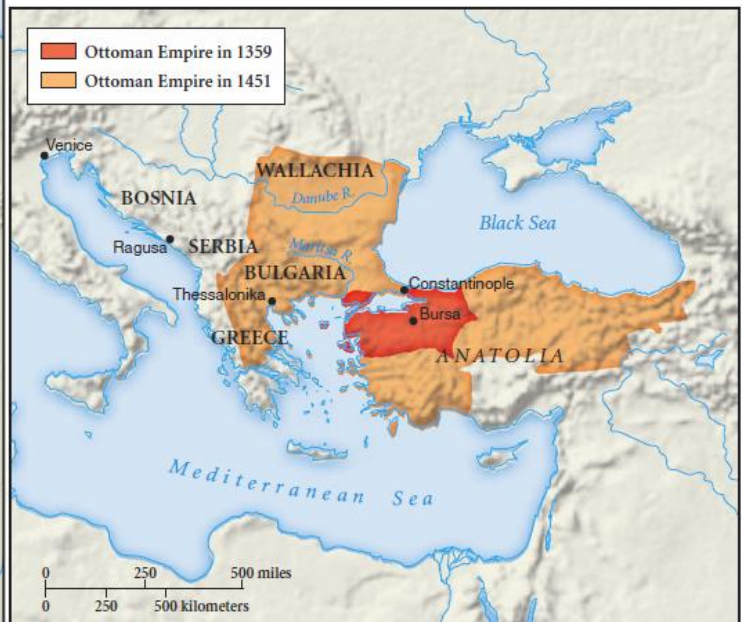 Ottoman Empire in 1359
Ottoman Empire in 1451
Venice
WALLACHIA
Danube R.
BOSNIA
Black Sea
Ragusa
SERBIA
Maritsa R.
BULGARIA
Constantinople
Thessalonika
Bursa
GREECE
ANATOLIA
Mediterranean Sea
0 250 500 miles
0 250 500 kilometers